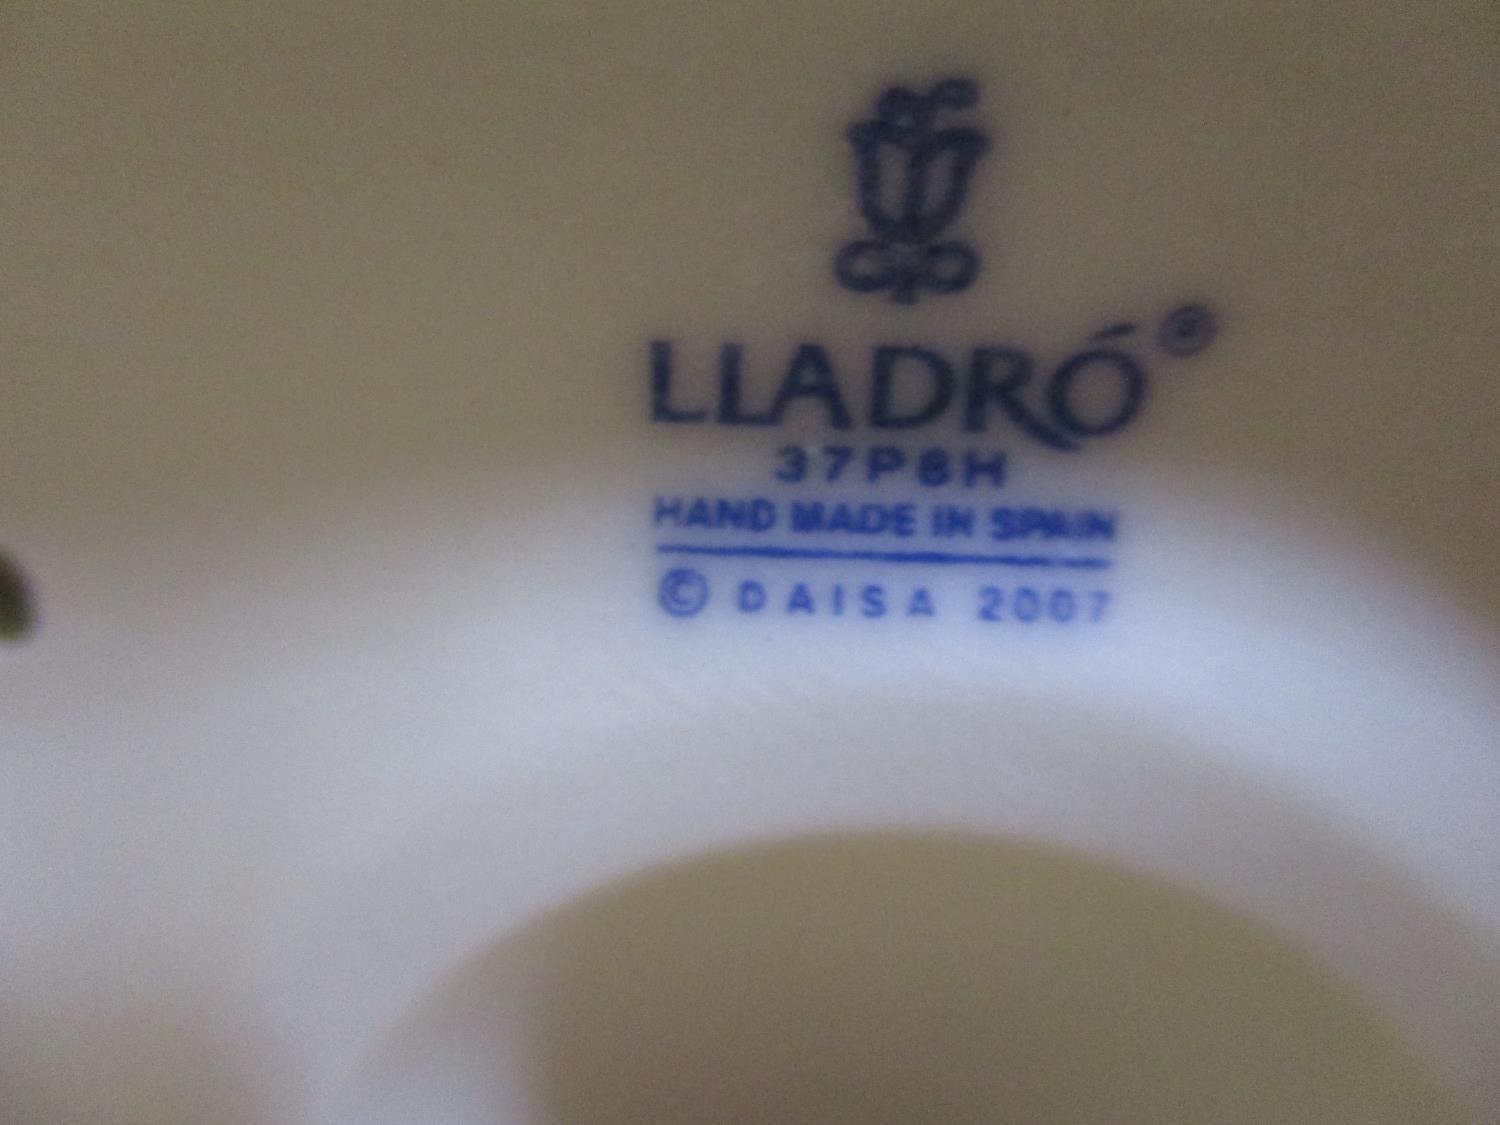 LLADRÓ ®
37P8H
HAND MADE IN SPAIN
© DAISA 2007